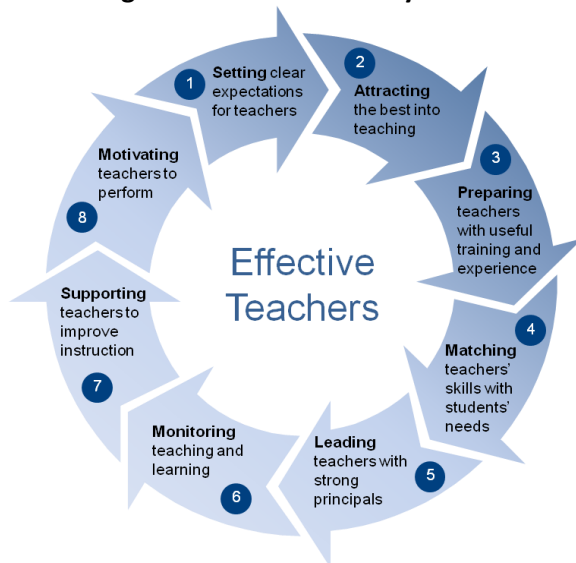 1
Setting clear
expectations
for teachers
2
Attracting
the best into
teaching
3
Preparing
teachers
with useful
training and
experience
4
Matching
teachers'
skills with
students'
needs
5
Leading
teachers with
strong
principals
6
Monitoring
teaching and
learning
7
Supporting
teachers to
improve
instruction
8
Motivating
teachers to
perform
Effective
Teachers